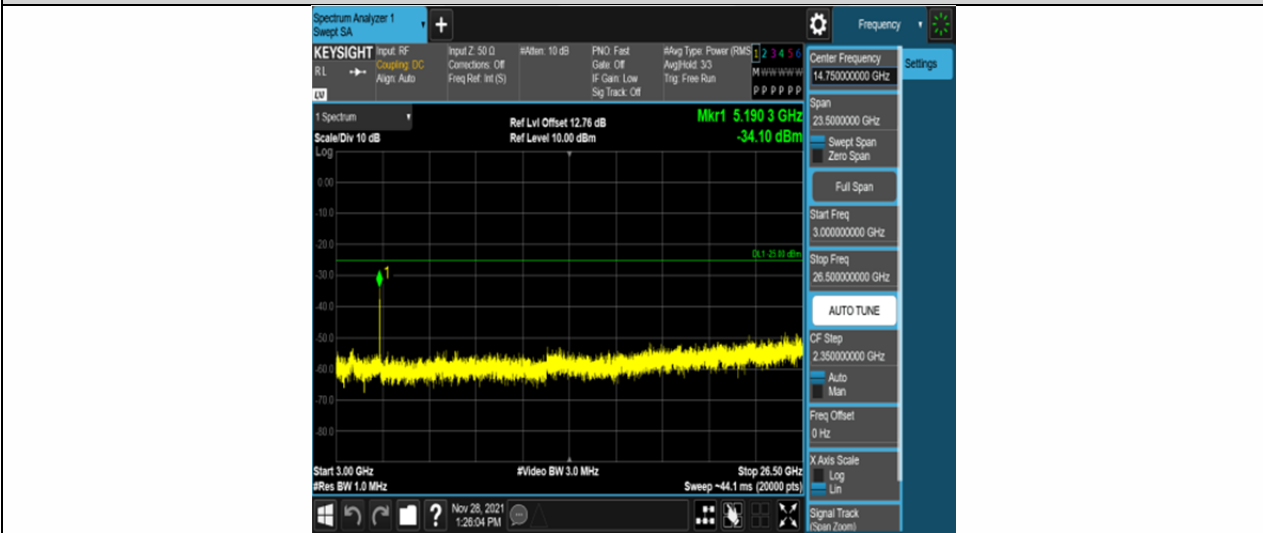 Spectrum Analyzer 1
Swept SA
+
Frequency
KEYSIGHT
RL
LV
Input: RF
Coupling: DC
Align: Auto
Input Z: 50 Ω
Corrections: Off
Freq Ref: Int (S)
#Atten: 10 dB
PNO: Fast
Gate: Off
IF Gain: Low
Sig Track: Off
#Avg Type: Power (RMS
Avg|Hold: 3/3
Trig: Free Run
1 2 3 4 5 6
M W W W W W
P P P P P P
1 Spectrum
Scale/Div 10 dB
Log
Ref Lvl Offset 12.76 dB
Ref Level 10.00 dBm
Mkr1 5.190 3 GHz
-34.10 dBm
0.00
-10.0
-20.0
-30.0
-40.0
-50.0
-60.0
-70.0
-80.0
DL1 -25.00 dBm
1
Start 3.00 GHz
#Res BW 1.0 MHz
#Video BW 3.0 MHz
Stop 26.50 GHz
Sweep ~44.1 ms (20000 pts)
?
Nov 28, 2021
1:26:04 PM
Center Frequency
14.750000000 GHz
Settings
Span
23.5000000 GHz
Swept Span
Zero Span
Full Span
Start Freq
3.000000000 GHz
Stop Freq
26.500000000 GHz
AUTO TUNE
CF Step
2.350000000 GHz
Auto
Man
Freq Offset
0 Hz
X Axis Scale
Log
Lin
Signal Track
(Span Zoom)